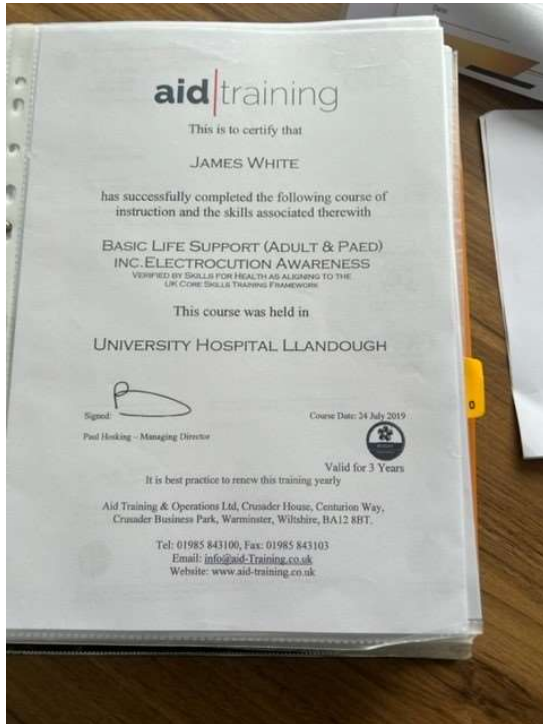 aid|training
This is to certify that
JAMES WHITE
has successfully completed the following course of
instruction and the skills associated therewith
BASIC LIFE SUPPORT (ADULT & PAED)
INC.ELECTROCUTION AWARENESS
VERIFIED BY SKILLS FOR HEALTH AS ALIGNING TO THE
UK CORE SKILLS TRAINING FRAMEWORK
This course was held in
UNIVERSITY HOSPITAL LLANDOUGH
Signed:
Course Date: 24 July 2019
Paul Hosking – Managing Director
Valid for 3 Years
It is best practice to renew this training yearly
Aid Training & Operations Ltd, Crusader House, Centurion Way,
Crusader Business Park, Warminster, Wiltshire, BA12 8BT.
Tel: 01985 843100, Fax: 01985 843103
Email: info@aid-Training.co.uk
Website: www.aid-training.co.uk